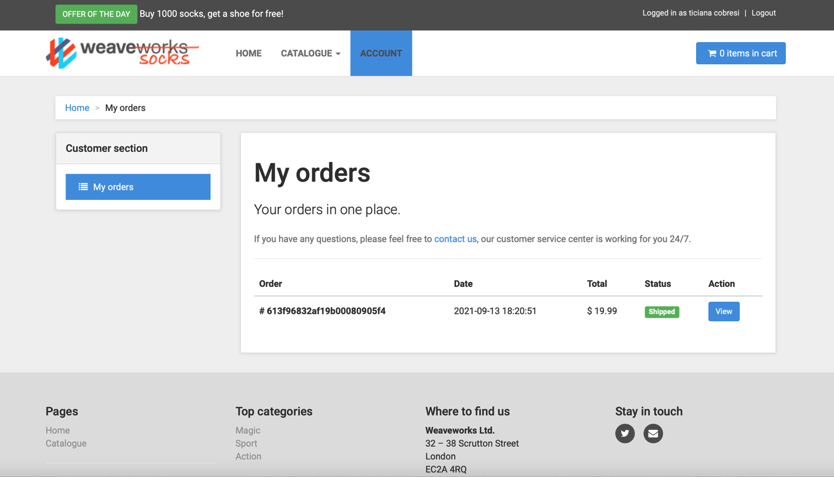 OFFER OF THE DAY Buy 1000 socks, get a shoe for free!
Logged in as ticiana cobresi | Logout
weaveworks
socks
HOME CATALOGUE ACCOUNT
0 items in cart
Home > My orders
Customer section
My orders
My orders
Your orders in one place.
If you have any questions, please feel free to contact us, our customer service center is working for you 24/7.
Order Date Total Status Action
# 613f96832af19b00080905f4 2021-09-13 18:20:51 $ 19.99 Shipped View
Pages
Home
Catalogue
Top categories
Magic
Sport
Action
Where to find us
Weaveworks Ltd.
32 – 38 Scrutton Street
London
EC2A 4RQ
Stay in touch